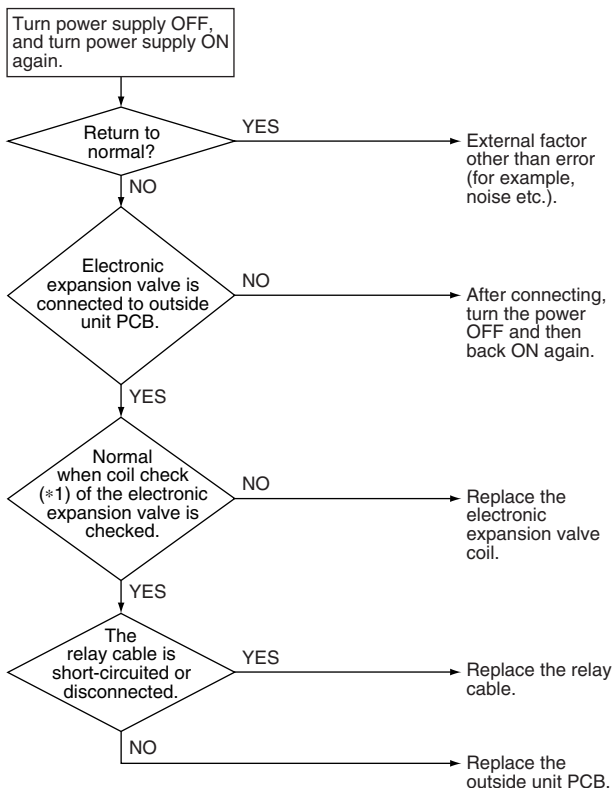 Turn power supply OFF,
and turn power supply ON
again.
Return to
normal?
YES
External factor
other than error
(for example,
noise etc.).
NO
Electronic
expansion valve is
connected to outside
unit PCB.
NO
After connecting,
turn the power
OFF and then
back ON again.
YES
Normal
when coil check
(*1) of the electronic
expansion valve is
checked.
NO
Replace the
electronic
expansion valve
coil.
YES
The
relay cable is
short-circuited or
disconnected.
YES
Replace the relay
cable.
NO
Replace the
outside unit PCB.